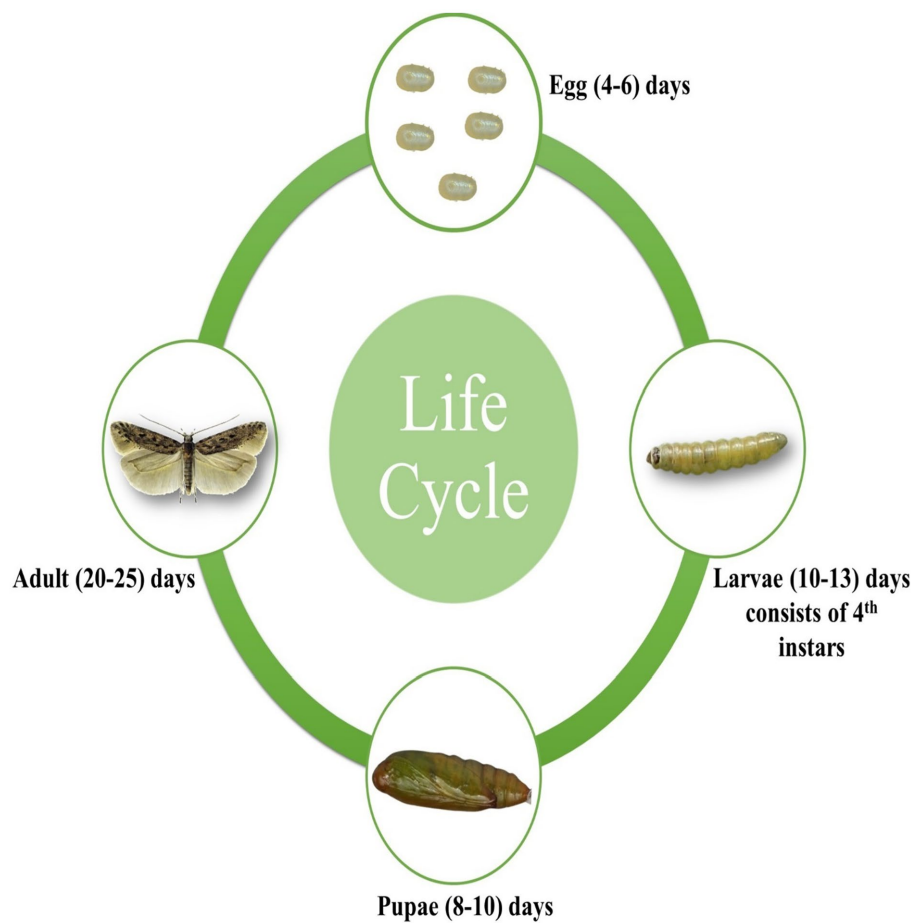 Egg (4-6) days
Life
Cycle
Adult (20-25) days
Larvae (10-13) days
consists of 4th
instars
Pupae (8-10) days